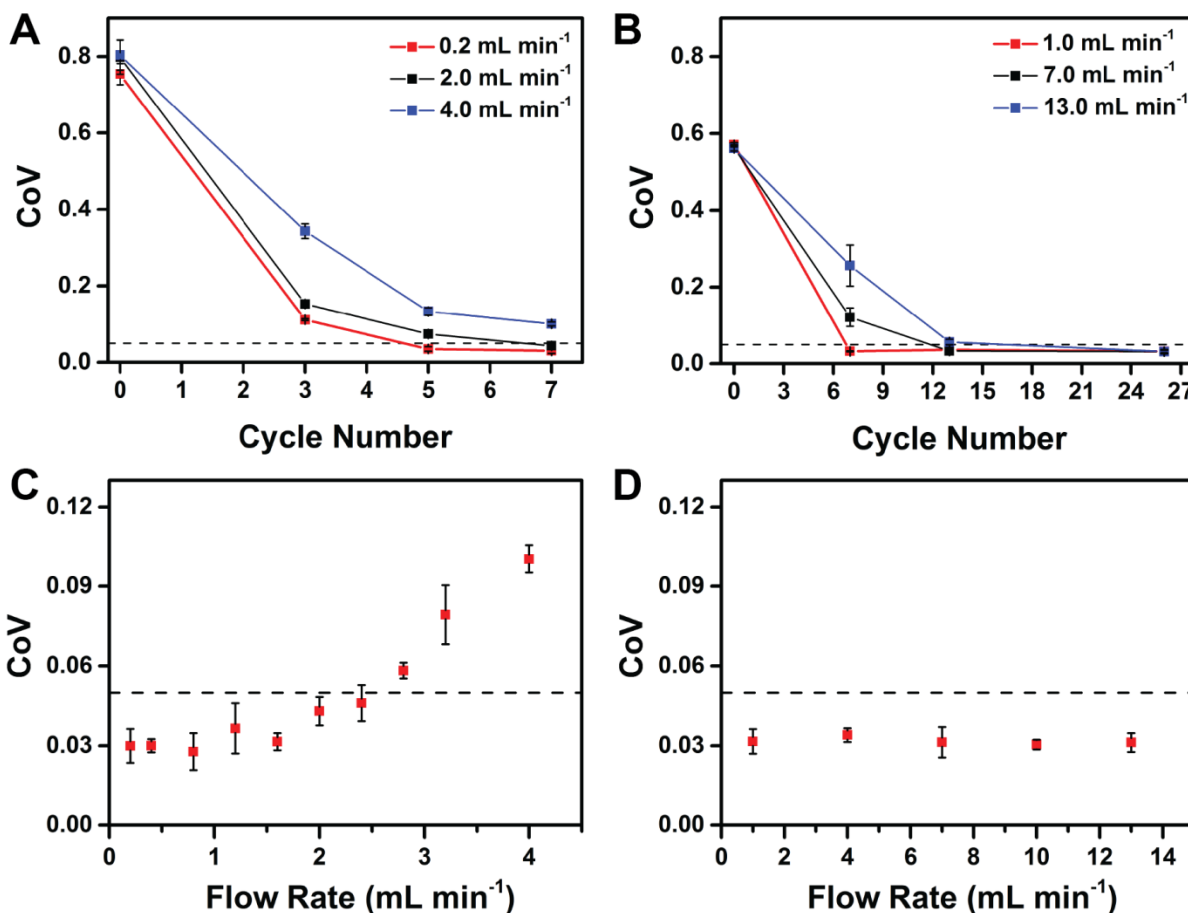 A
CoV
0.8
0.6
0.4
0.2
0.0
0.2 mL min⁻¹
2.0 mL min⁻¹
4.0 mL min⁻¹
0 1 2 3 4 5 6 7
Cycle Number
B
CoV
0.8
0.6
0.4
0.2
0.0
1.0 mL min⁻¹
7.0 mL min⁻¹
13.0 mL min⁻¹
0 3 6 9 12 15 18 21 24 27
Cycle Number
C
CoV
0.12
0.09
0.06
0.03
0.00
0 1 2 3 4
Flow Rate (mL min⁻¹)
D
CoV
0.12
0.09
0.06
0.03
0.00
0 2 4 6 8 10 12 14
Flow Rate (mL min⁻¹)